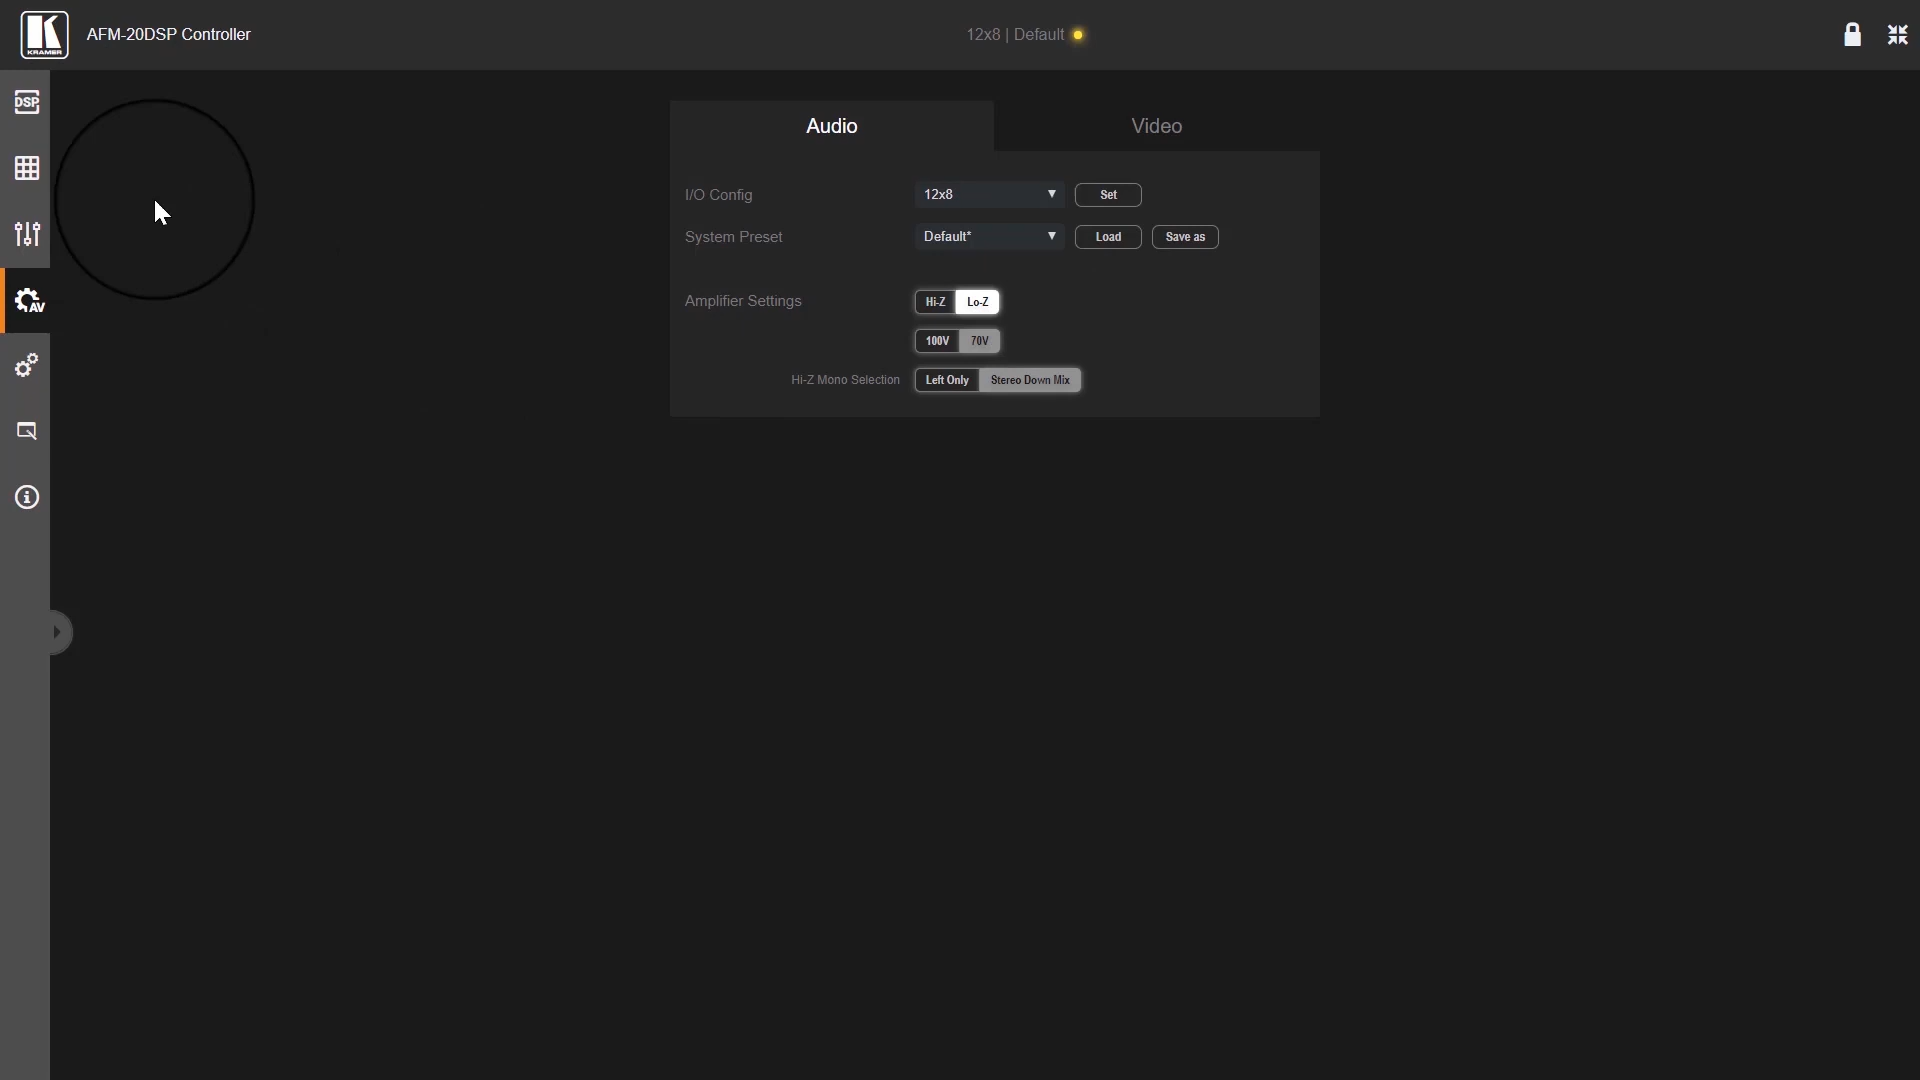 KRAMER
AFM-20DSP Controller
12x8 | Default
DSP
Audio
Video
I/O Config
12x8
Set
System Preset
Default*
Load
Save as
AV
Amplifier Settings
Hi-Z
Lo-Z
100V
70V
Hi-Z Mono Selection
Left Only
Stereo Down Mix